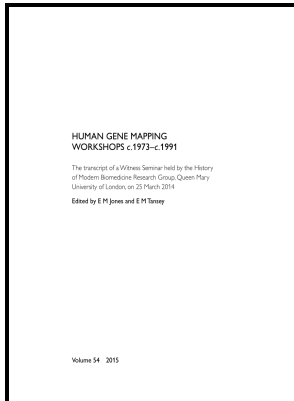 HUMAN GENE MAPPING
WORKSHOPS c.1973–c.1991
The transcript of a Witness Seminar held by the History
of Modern Biomedicine Research Group, Queen Mary
University of London, on 25 March 2014
Edited by E M Jones and E M Tansey
Volume 54 2015